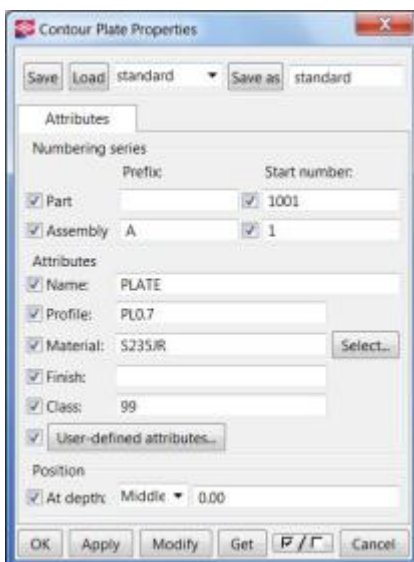 Contour Plate Properties
Save Load standard Save as standard
Attributes
Numbering series
Prefix: Start number:
Part 1001
Assembly A 1
Attributes
Name: PLATE
Profile: PL0.7
Material: S235JR Select...
Finish:
Class: 99
User-defined attributes...
Position
At depth: Middle 0.00
OK Apply Modify Get / Cancel